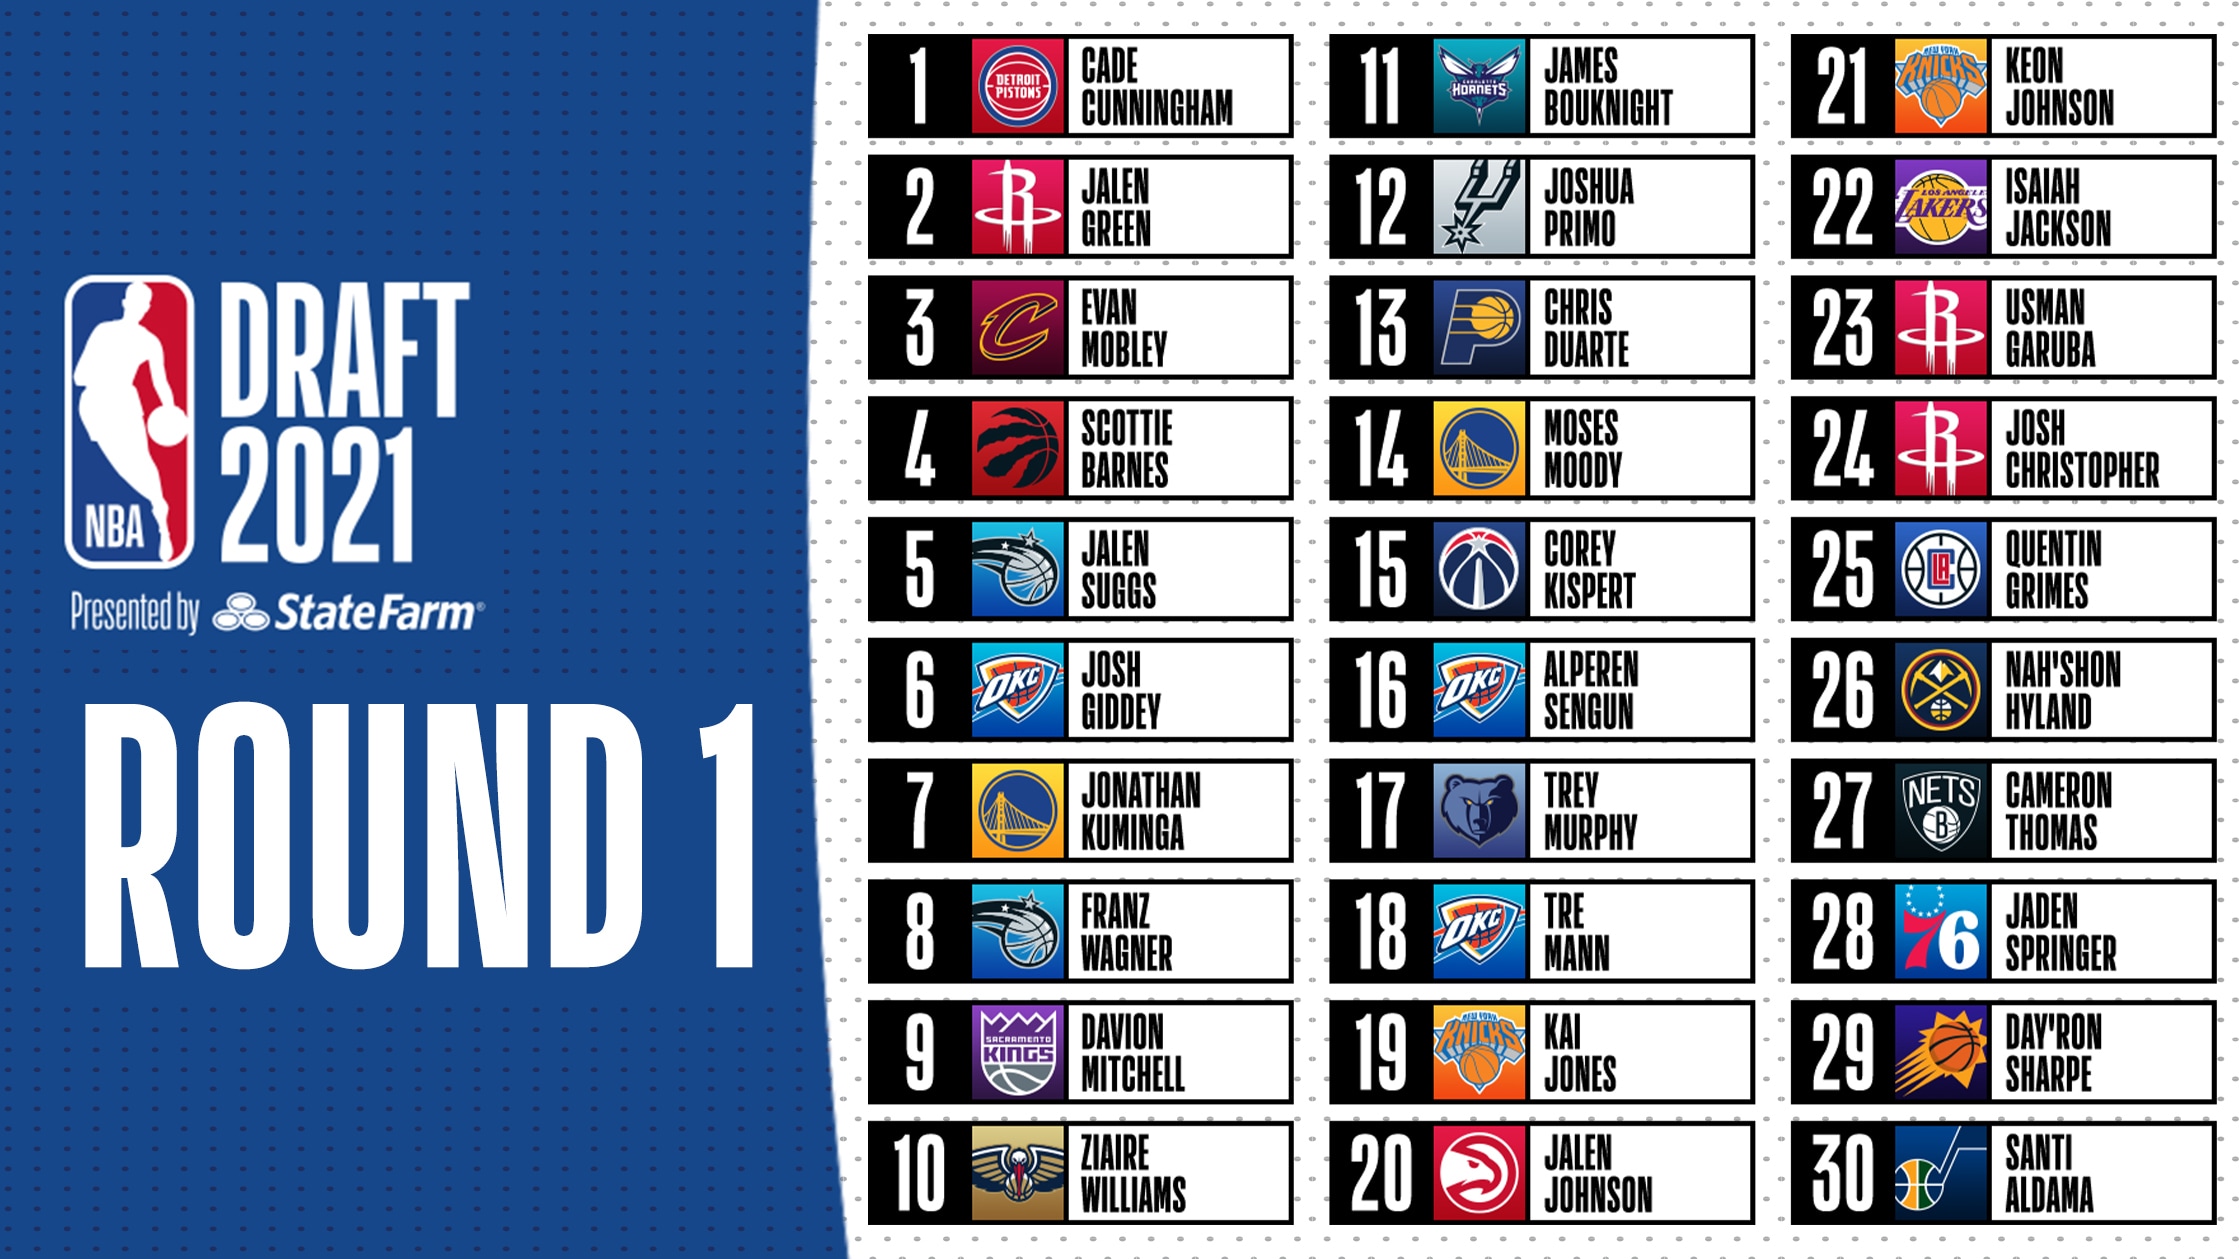 DRAFT
2021
NBA
Presented by StateFarm®
ROUND 1
1
DETROIT
PISTONS
CADE
CUNNINGHAM
2
R
JALEN
GREEN
3
C
EVAN
MOBLEY
4
SCOTTIE
BARNES
5
JALEN
SUGGS
6
OKC
JOSH
GIDDEY
7
JONATHAN
KUMINGA
8
FRANZ
WAGNER
9
SACRAMENTO
KINGS
DAVION
MITCHELL
10
ZIAIRE
WILLIAMS
11
CHARLOTTE
HORNETS
JAMES
BOUKNIGHT
12
JOSHUA
PRIMO
13
P
CHRIS
DUARTE
14
MOSES
MOODY
15
COREY
KISPERT
16
OKC
ALPEREN
SENGUN
17
TREY
MURPHY
18
OKC
TRE
MANN
19
NEW YORK
KNICKS
KAI
JONES
20
JALEN
JOHNSON
21
NEW YORK
KNICKS
KEON
JOHNSON
22
LOS ANGELES
LAKERS
ISAIAH
JACKSON
23
R
USMAN
GARUBA
24
R
JOSH
CHRISTOPHER
25
LA
QUENTIN
GRIMES
26
NAH'SHON
HYLAND
27
NETS
B
CAMERON
THOMAS
28
76
JADEN
SPRINGER
29
DAY'RON
SHARPE
30
SANTI
ALDAMA